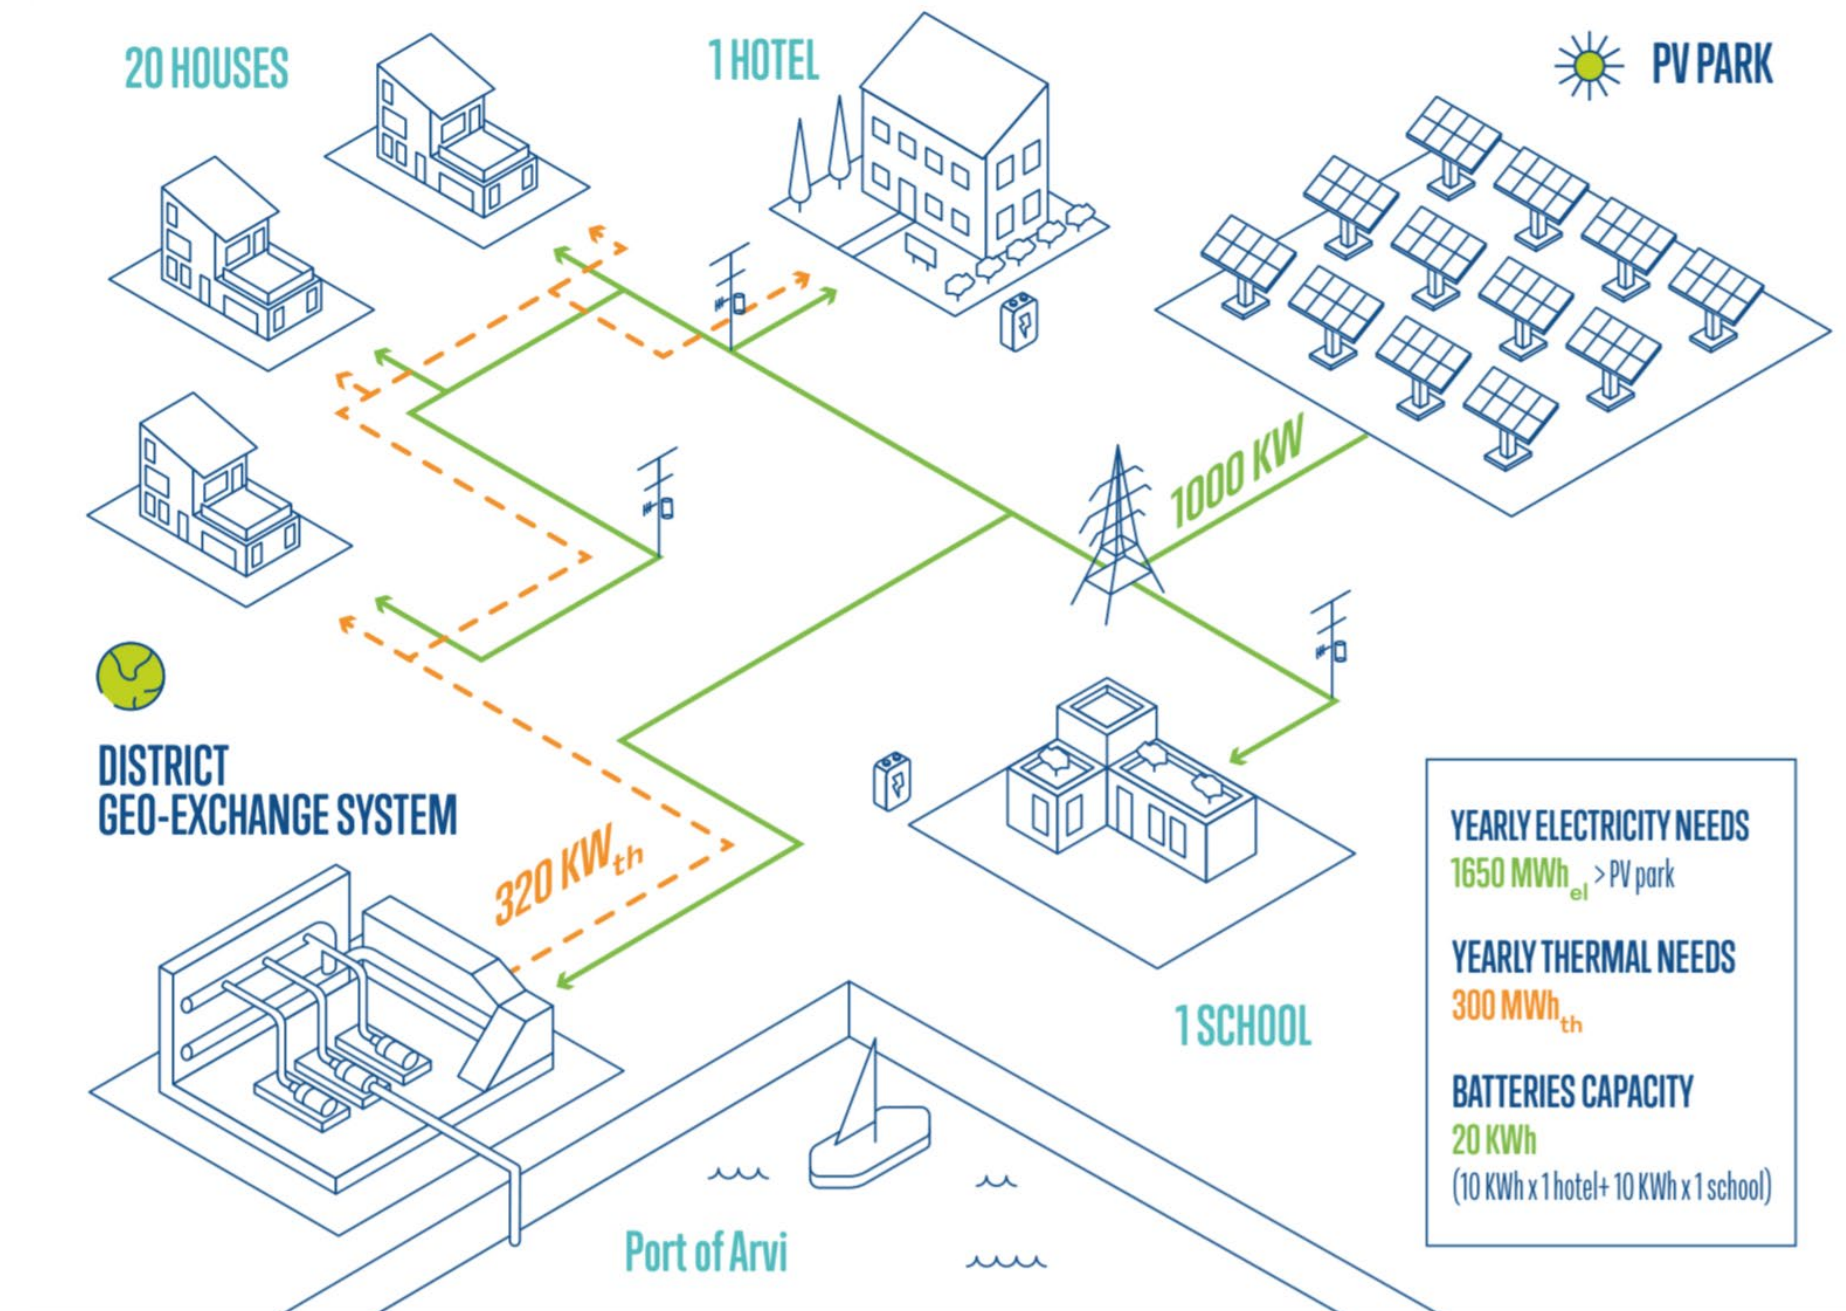 20 HOUSES
1 HOTEL
PV PARK
1000 KW
DISTRICT
GEO-EXCHANGE SYSTEM
320 KWth
1 SCHOOL
Port of Arvi
YEARLY ELECTRICITY NEEDS
1650 MWhel > PV park
YEARLY THERMAL NEEDS
300 MWhth
BATTERIES CAPACITY
20 KWh
(10 KWh x 1 hotel+ 10 KWh x 1 school)